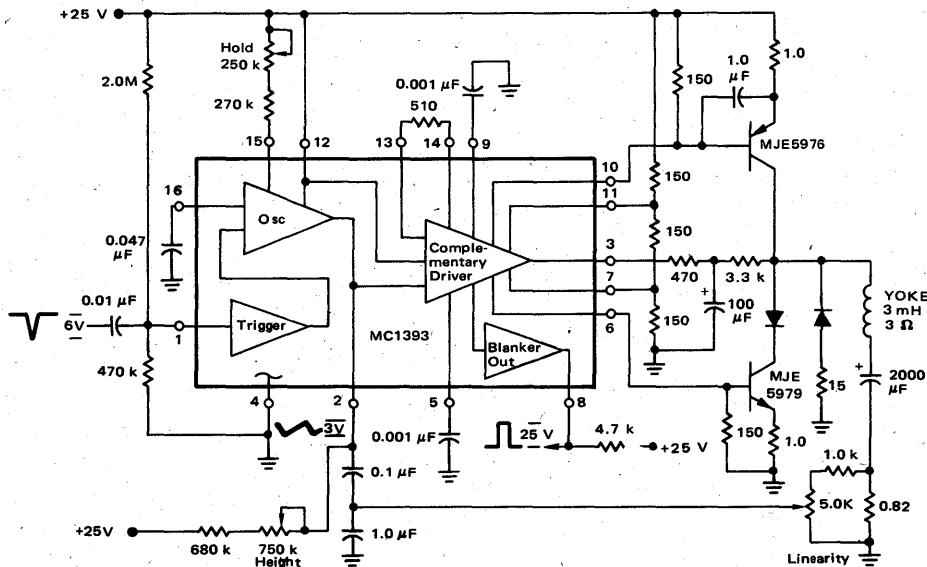 +25 V
Hold
250 k
270 k
2.0M
0.001 µF
510
150
1.0
µF
1.0
MJE5976
15
12
13
14
9
16
10
11
150
Osc
Comple-
mentary
Driver
3
150
0.047
µF
0.01 µF
6V
1
Trigger
MC1393
7
470
3.3 k
+
100
µF
6
150
Blanker
Out
YOKE
3 mH
3 Ω
+
2000
µF
MJE
5979
15
470 k
4
3V
2
5
8
0.001 µF
25 V
4.7 k
+25 V
150
1.0
1.0 k
5.0K
0.82
0.1 µF
+25V
680 k
750 k
Height
1.0 µF
Linearity